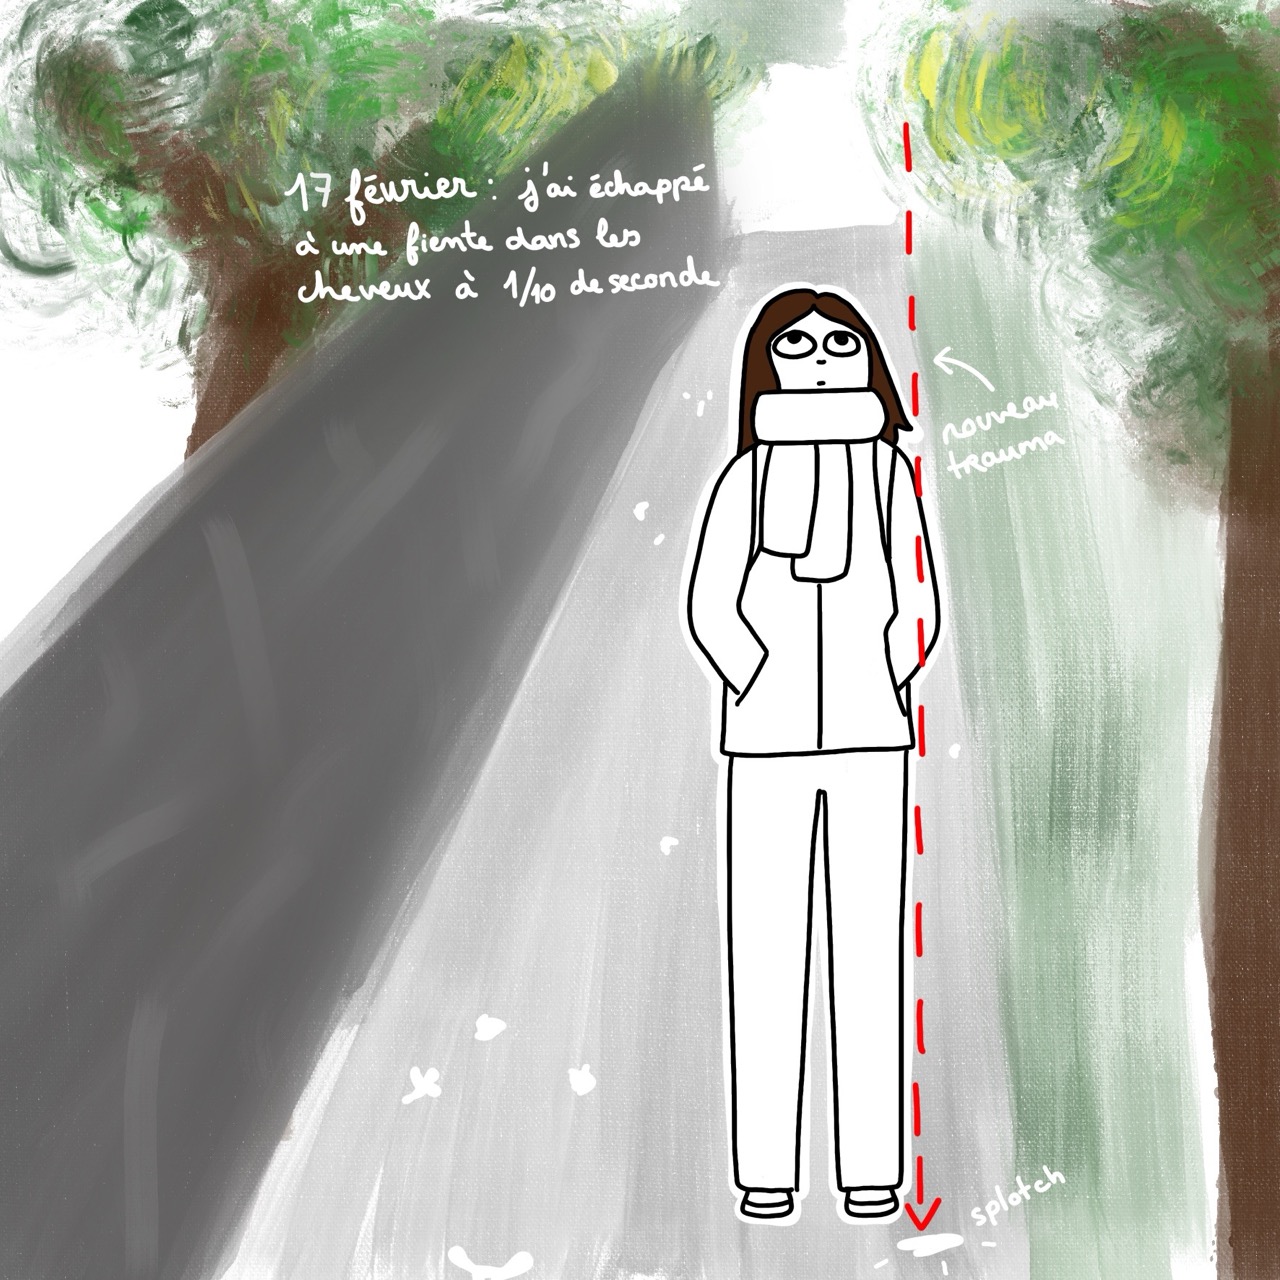 17 février : j'ai échappé
à une fiente dans les
cheveux à 1/10 de seconde
nouveau
trauma
splotch